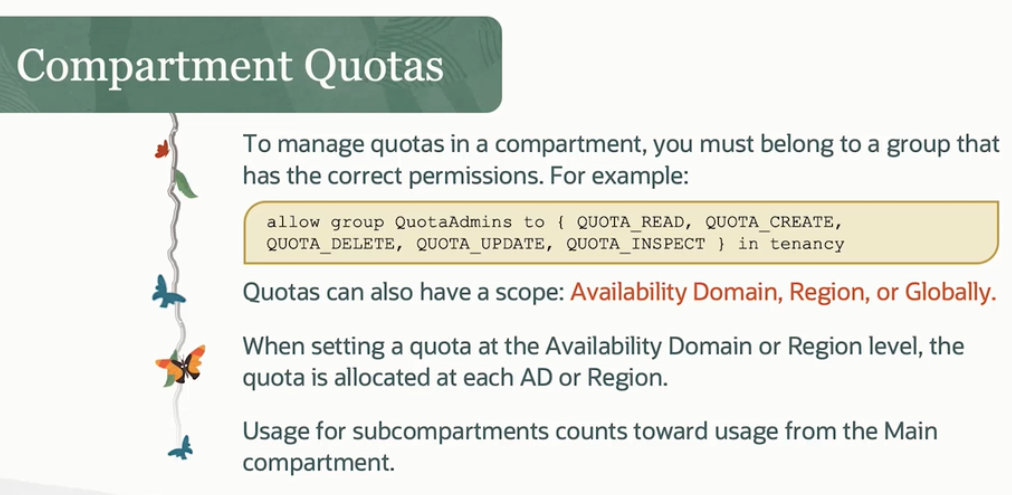 Compartment Quotas
To manage quotas in a compartment, you must belong to a group that
has the correct permissions. For example:
allow group QuotaAdmins to { QUOTA_READ, QUOTA_CREATE,
QUOTA_DELETE, QUOTA_UPDATE, QUOTA_INSPECT } in tenancy
Quotas can also have a scope: Availability Domain, Region, or Globally.
When setting a quota at the Availability Domain or Region level, the
quota is allocated at each AD or Region.
Usage for subcompartments counts toward usage from the Main
compartment.